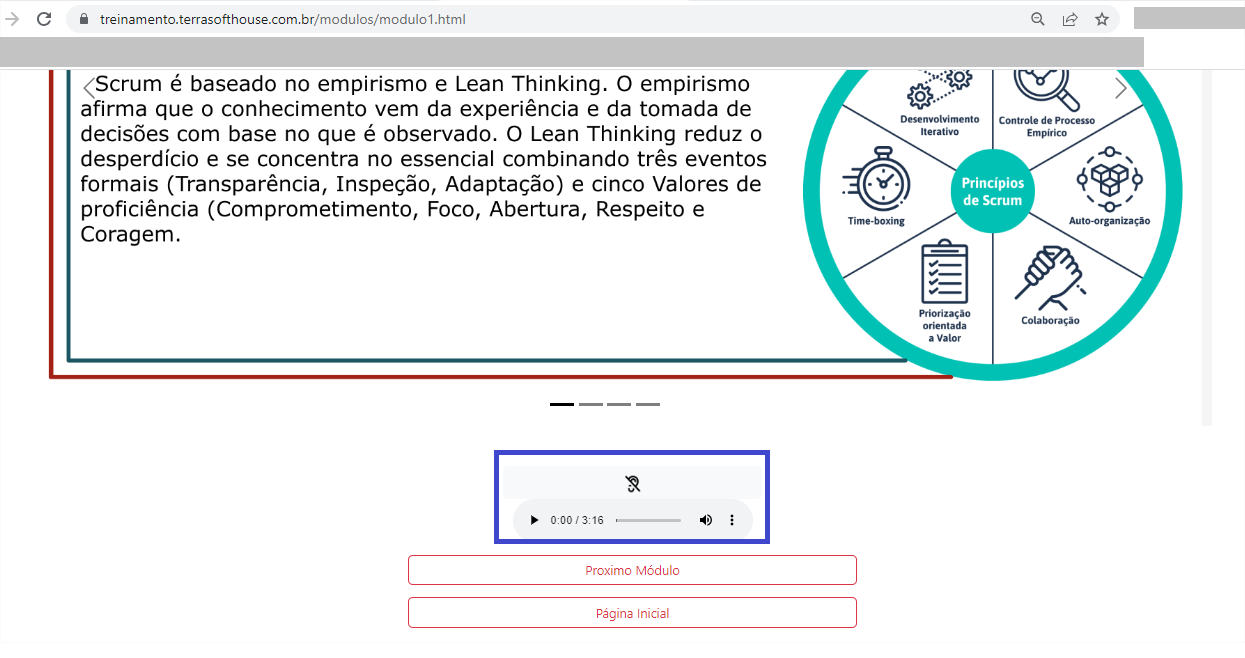 treinamento.terrasofthouse.com.br/modulos/modulo1.html
Scrum é baseado no empirismo e Lean Thinking. O empirismo
afirma que o conhecimento vem da experiência e da tomada de
decisões com base no que é observado. O Lean Thinking reduz o
desperdício e se concentra no essencial combinando três eventos
formais (Transparência, Inspeção, Adaptação) e cinco Valores de
proficiência (Comprometimento, Foco, Abertura, Respeito e
Coragem.
Desenvolvimento
Iterativo
Controle de Processo
Empírico
Time-boxing
Princípios
de Scrum
Auto-organização
Priorização
orientada
a Valor
Colaboração
0:00 / 3:16
Proximo Módulo
Página Inicial